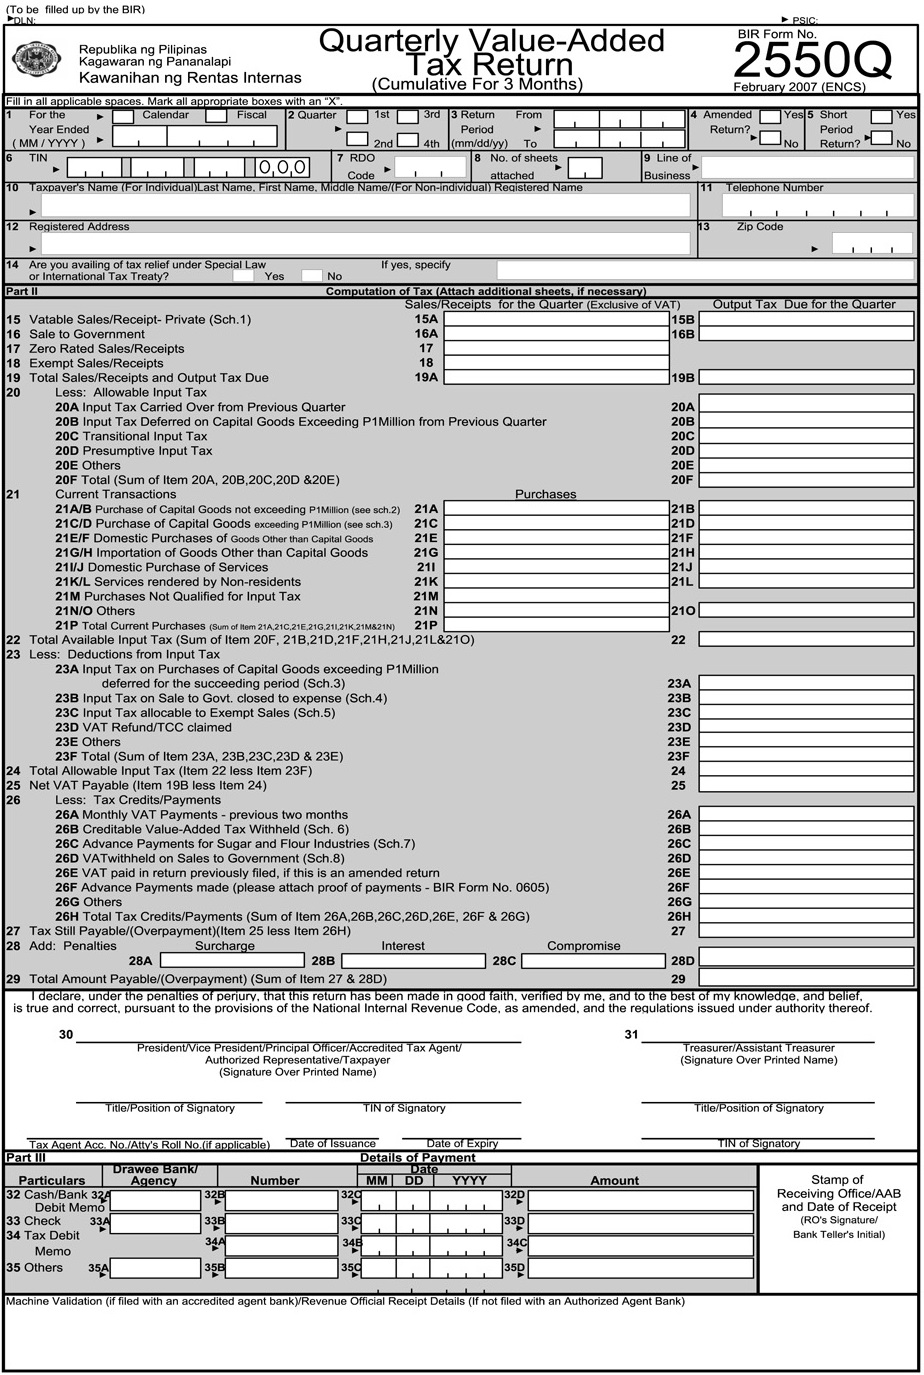 (To be filled up by the BIR)
DLN: PSIC:
Republika ng Pilipinas
Kagawaran ng Pananalapi
Kawanihan ng Rentas Internas
Quarterly Value-Added
Tax Return
(Cumulative For 3 Months)
BIR Form No.
2550Q
February 2007 (ENCS)
Fill in all applicable spaces. Mark all appropriate boxes with an “X”.
1 For the Calendar Fiscal 2 Quarter 1st 3rd 3 Return From 4 Amended Yes 5 Short Yes
Year Ended Period Return? Period
( MM / YYYY ) 2nd 4th (mm/dd/yy) To No Return? No
6 TIN 000 7 RDO 8 No. of sheets 9 Line of
Code attached Business
10 Taxpayer's Name (For Individual)Last Name, First Name, Middle Name/(For Non-individual) Registered Name 11 Telephone Number
12 Registered Address 13 Zip Code
14 Are you availing of tax relief under Special Law If yes, specify
or International Tax Treaty? Yes No
Part II Computation of Tax (Attach additional sheets, if necessary)
Sales/Receipts for the Quarter (Exclusive of VAT) Output Tax Due for the Quarter
15 Vatable Sales/Receipt- Private (Sch.1) 15A 15B
16 Sale to Government 16A 16B
17 Zero Rated Sales/Receipts 17
18 Exempt Sales/Receipts 18
19 Total Sales/Receipts and Output Tax Due 19A 19B
20 Less: Allowable Input Tax
20A Input Tax Carried Over from Previous Quarter 20A
20B Input Tax Deferred on Capital Goods Exceeding P1Million from Previous Quarter 20B
20C Transitional Input Tax 20C
20D Presumptive Input Tax 20D
20E Others 20E
20F Total (Sum of Item 20A, 20B,20C,20D &20E) 20F
21 Current Transactions Purchases
21A/B Purchase of Capital Goods not exceeding P1Million (see sch.2) 21A 21B
21C/D Purchase of Capital Goods exceeding P1Million (see sch.3) 21C 21D
21E/F Domestic Purchases of Goods Other than Capital Goods 21E 21F
21G/H Importation of Goods Other than Capital Goods 21G 21H
21I/J Domestic Purchase of Services 21I 21J
21K/L Services rendered by Non-residents 21K 21L
21M Purchases Not Qualified for Input Tax 21M
21N/O Others 21N 21O
21P Total Current Purchases (Sum of Item 21A,21C,21E,21G,21I,21K,21M&21N) 21P
22 Total Available Input Tax (Sum of Item 20F, 21B,21D,21F,21H,21J,21L&21O) 22
23 Less: Deductions from Input Tax
23A Input Tax on Purchases of Capital Goods exceeding P1Million
deferred for the succeeding period (Sch.3) 23A
23B Input Tax on Sale to Govt. closed to expense (Sch.4) 23B
23C Input Tax allocable to Exempt Sales (Sch.5) 23C
23D VAT Refund/TCC claimed 23D
23E Others 23E
23F Total (Sum of Item 23A, 23B,23C,23D & 23E) 23F
24 Total Allowable Input Tax (Item 22 less Item 23F) 24
25 Net VAT Payable (Item 19B less Item 24) 25
26 Less: Tax Credits/Payments
26A Monthly VAT Payments - previous two months 26A
26B Creditable Value-Added Tax Withheld (Sch. 6) 26B
26C Advance Payments for Sugar and Flour Industries (Sch.7) 26C
26D VATwithheld on Sales to Government (Sch.8) 26D
26E VAT paid in return previously filed, if this is an amended return 26E
26F Advance Payments made (please attach proof of payments - BIR Form No. 0605) 26F
26G Others 26G
26H Total Tax Credits/Payments (Sum of Item 26A,26B,26C,26D,26E, 26F & 26G) 26H
27 Tax Still Payable/(Overpayment)(Item 25 less Item 26H) 27
28 Add: Penalties Surcharge Interest Compromise
28A 28B 28C 28D
29 Total Amount Payable/(Overpayment) (Sum of Item 27 & 28D) 29
I declare, under the penalties of perjury, that this return has been made in good faith, verified by me, and to the best of my knowledge, and belief,
is true and correct, pursuant to the provisions of the National Internal Revenue Code, as amended, and the regulations issued under authority thereof.
30 31
President/Vice President/Principal Officer/Accredited Tax Agent/ Treasurer/Assistant Treasurer
Authorized Representative/Taxpayer (Signature Over Printed Name)
(Signature Over Printed Name)
Title/Position of Signatory TIN of Signatory Title/Position of Signatory
Tax Agent Acc. No./Atty's Roll No.(if applicable) Date of Issuance Date of Expiry TIN of Signatory
Part III Details of Payment
Drawee Bank/ Date
Particulars Agency Number MM DD YYYY Amount
32 Cash/Bank 32A 32B 32C 32D
Debit Memo
33 Check 33A 33B 33C 33D
34 Tax Debit 34A 34B 34C
Memo
35 Others 35A 35B 35C 35D
Stamp of
Receiving Office/AAB
and Date of Receipt
(RO's Signature/
Bank Teller's Initial)
Machine Validation (if filed with an accredited agent bank)/Revenue Official Receipt Details (If not filed with an Authorized Agent Bank)